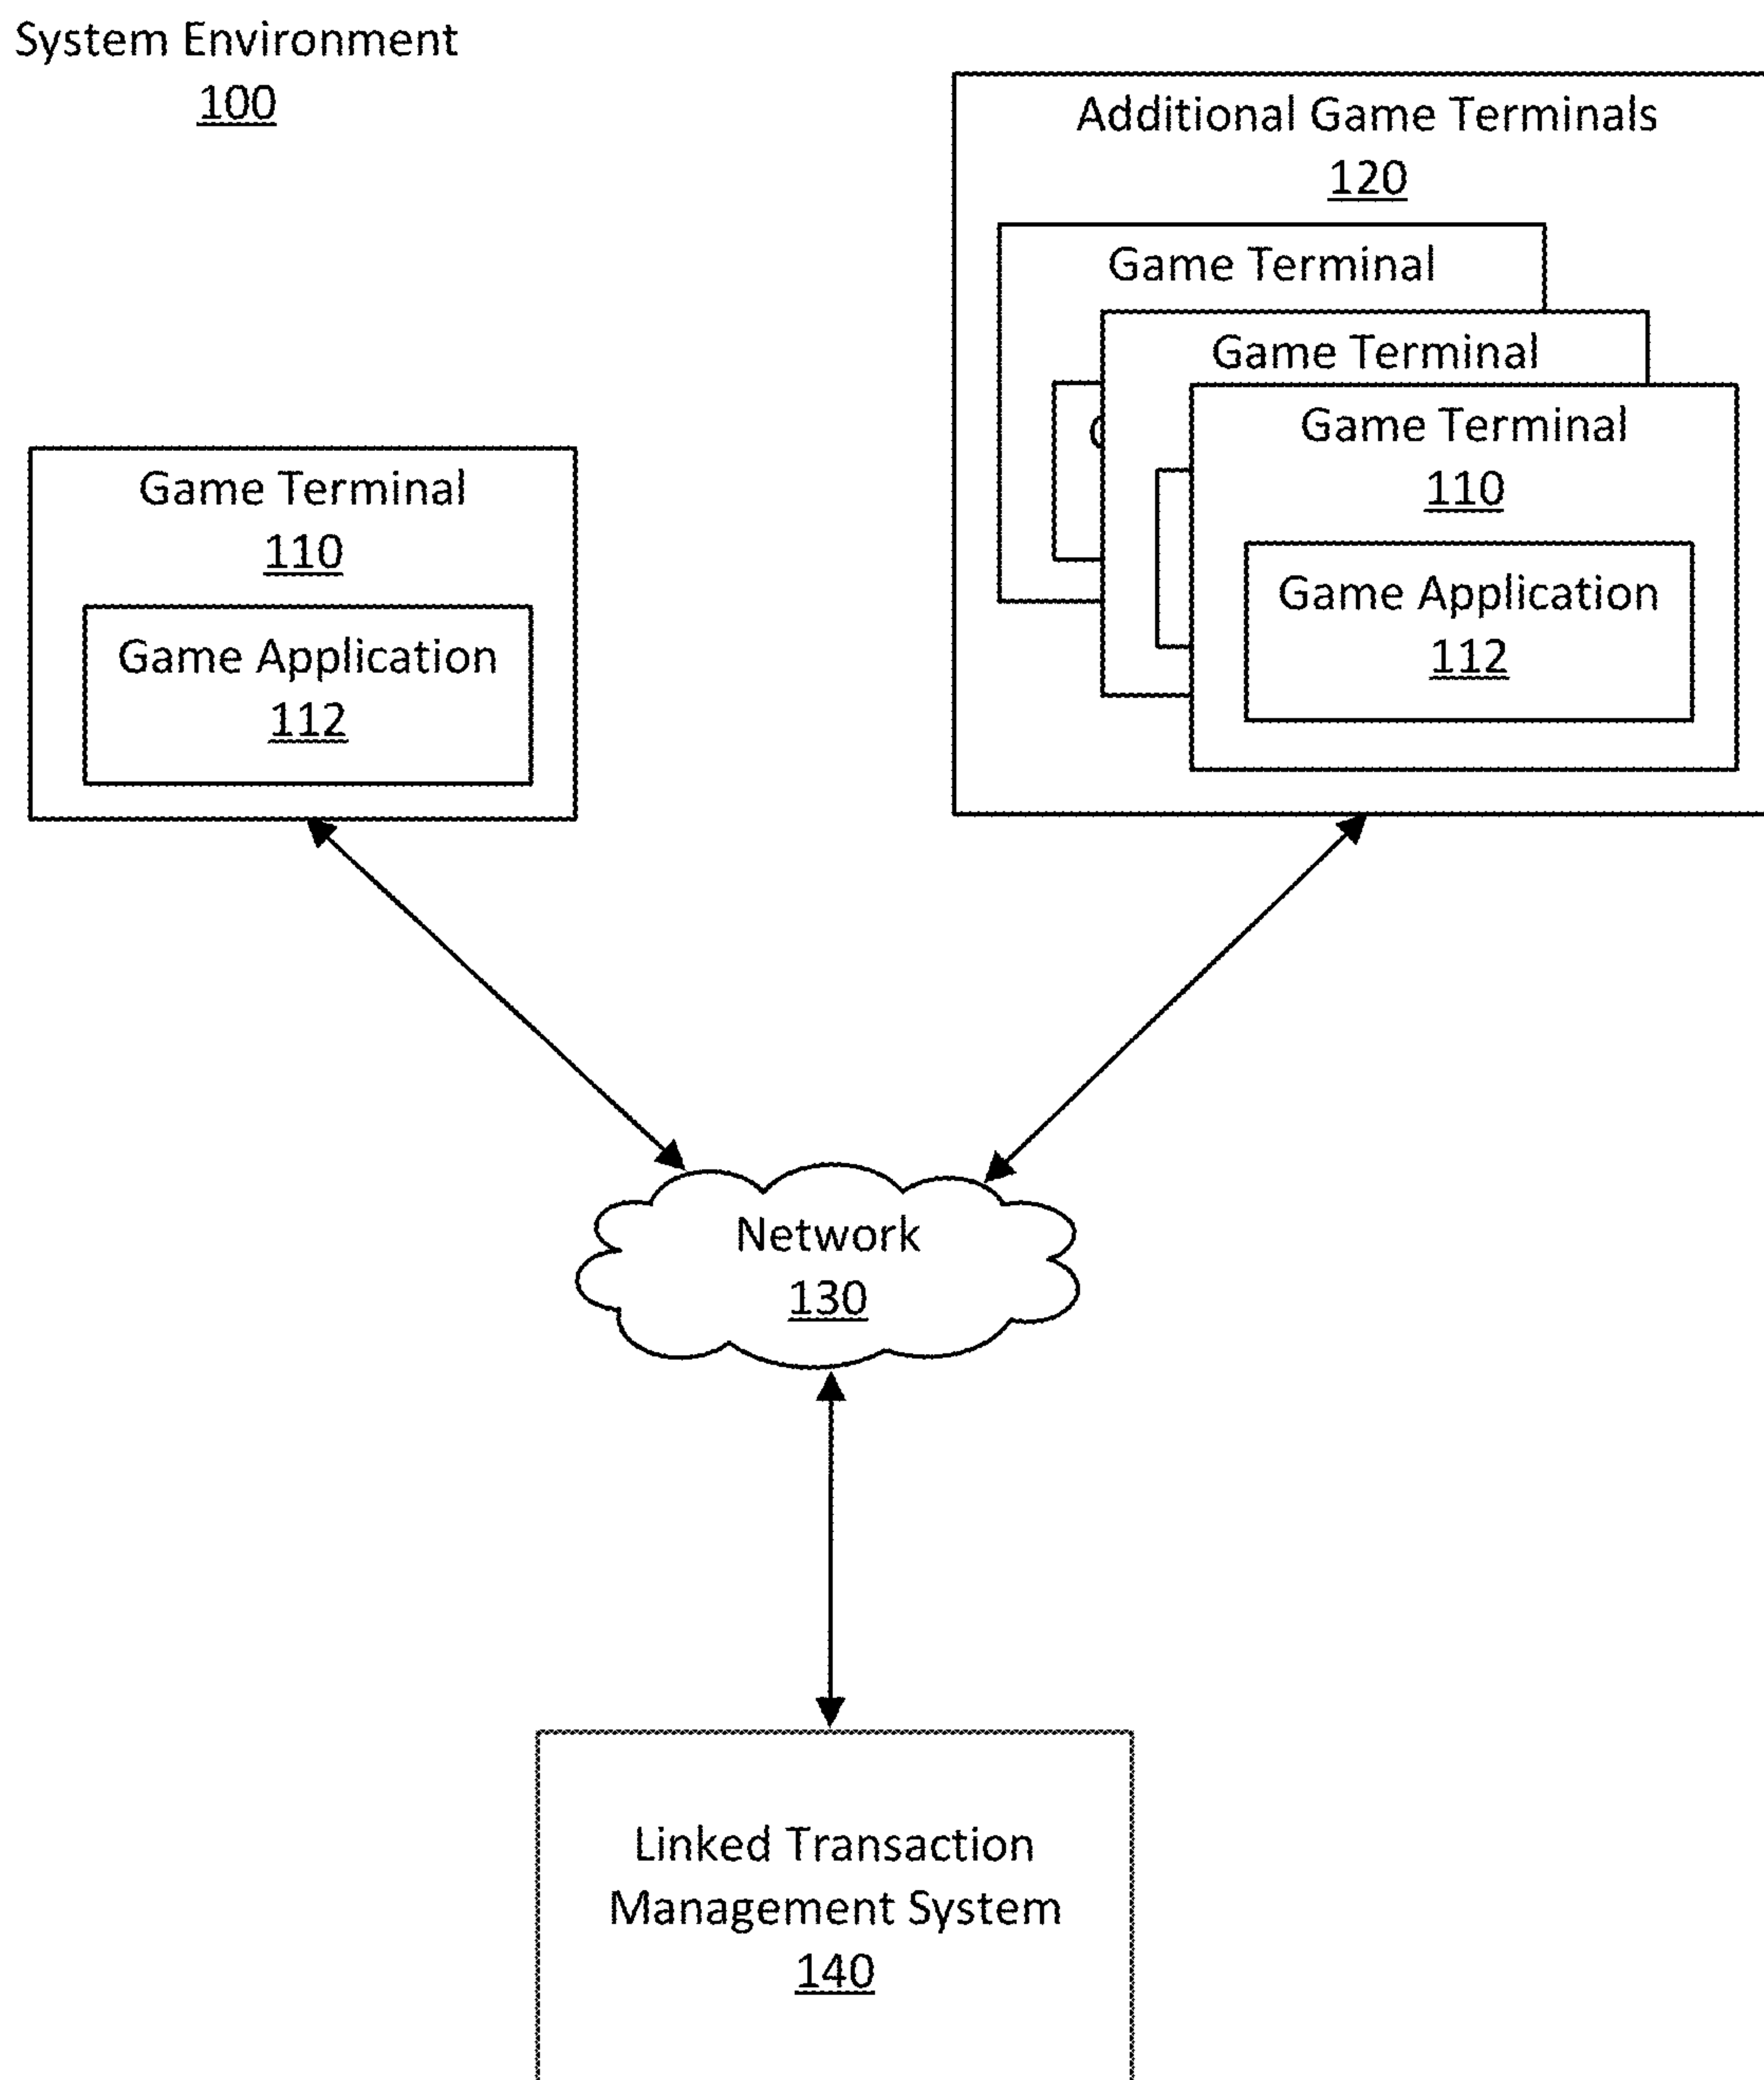 System Environment
100
Additional Game Terminals
120
Game Terminal
Game Terminal
Game Terminal
110
Game Application
112
Game Terminal
110
Game Application
112
Network
130
Linked Transaction
Management System
140